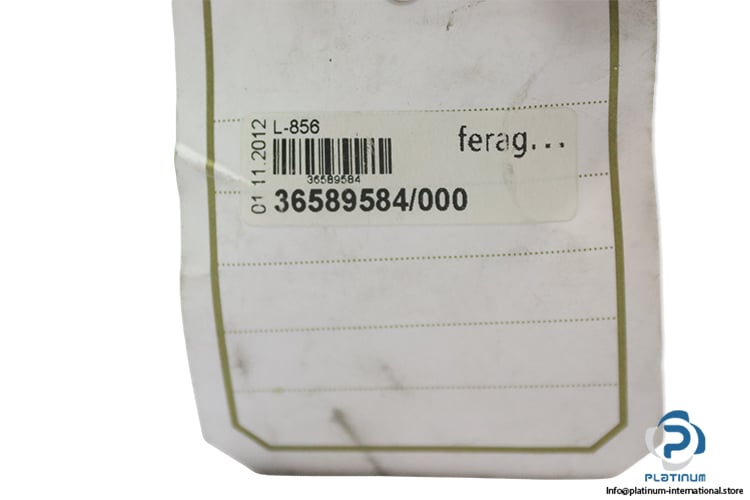 01 11.2012
L-856
ferag...
36589584
36589584/000
PLATINUM
Info@platinum-international.store